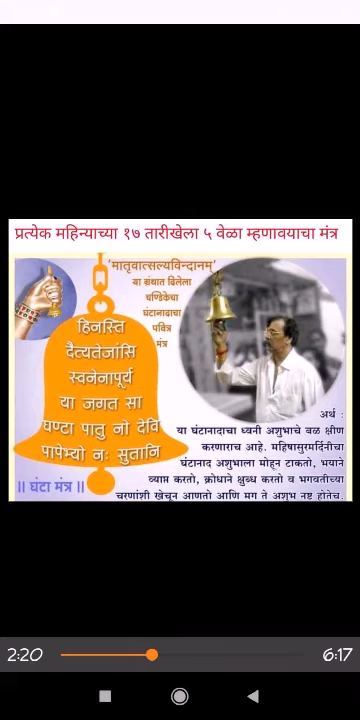 प्रत्येक महिन्याच्या १७ तारीखेला ५ वेळा म्हणावयाचा मंत्र
'मातृवात्सल्यविन्दानम्'
या ग्रंथात दिलेला
चण्डिकेचा
घंटानादाचा
पवित्र
मंत्र
हिनस्ति
दैत्यतेजांसि
स्वनेनापूर्य
या जगत सा
घण्टा पातु नो देवि
पापेभ्यो नः सुतानि
॥ घंटा मंत्र ॥
अर्थ :
या घंटानादाचा ध्वनी अशुभाचे बळ क्षीण
करणाराच आहे. महिषासुरमर्दिनीचा
घंटानाद अशुभाला मोहून टाकतो, भयाने
व्याप्त करतो, क्रोधाने क्षुब्ध करतो व भगवतीच्या
चरणांशी खेचून आणतो आणि मग ते अशुभ नष्ट होतेच.
2:20
6:17